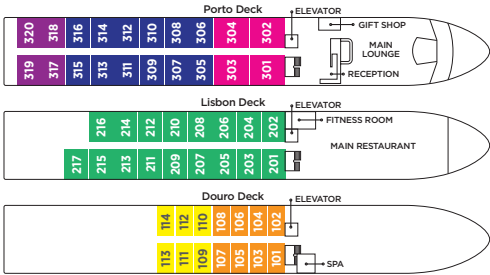 Porto Deck
ELEVATOR
GIFT SHOP
320 318 316 314 312 310 308 306 304 302
MAIN
LOUNGE
319 317 315 313 311 309 307 305 303 301
RECEPTION
Lisbon Deck
ELEVATOR
216 214 212 210 208 206 204 202
FITNESS ROOM
MAIN RESTAURANT
217 215 213 211 209 207 205 203 201
Douro Deck
ELEVATOR
114 112 110 108 106 104 102
113 111 109 107 105 103 101
SPA